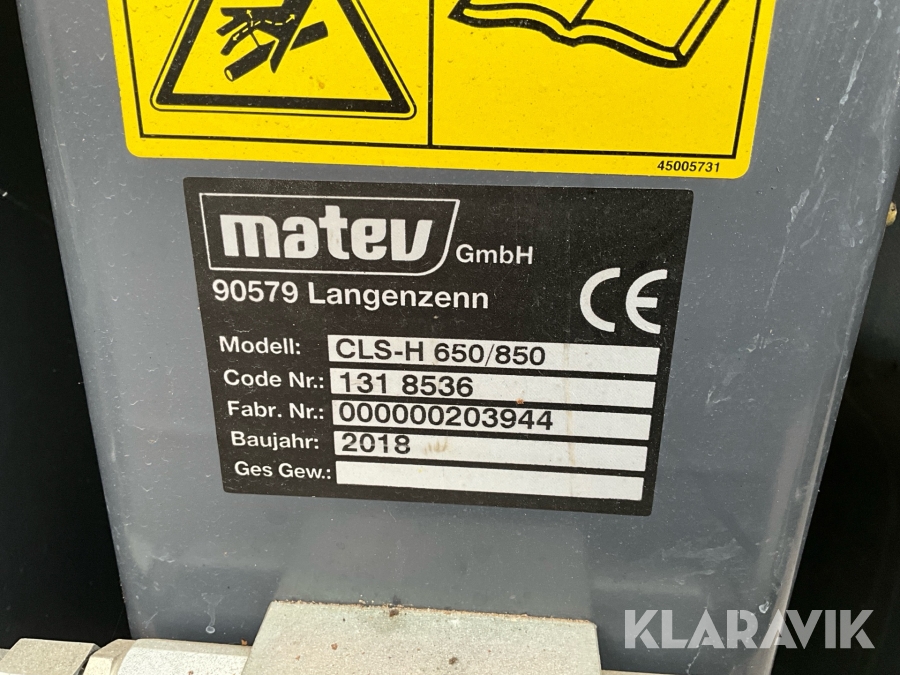 45005731
matev GmbH
90579 Langenzenn
CE
Modell: CLS-H 650/850
Code Nr.: 131 8536
Fabr. Nr.: 000000203944
Baujahr: 2018
Ges Gew.:
KLARAVIK